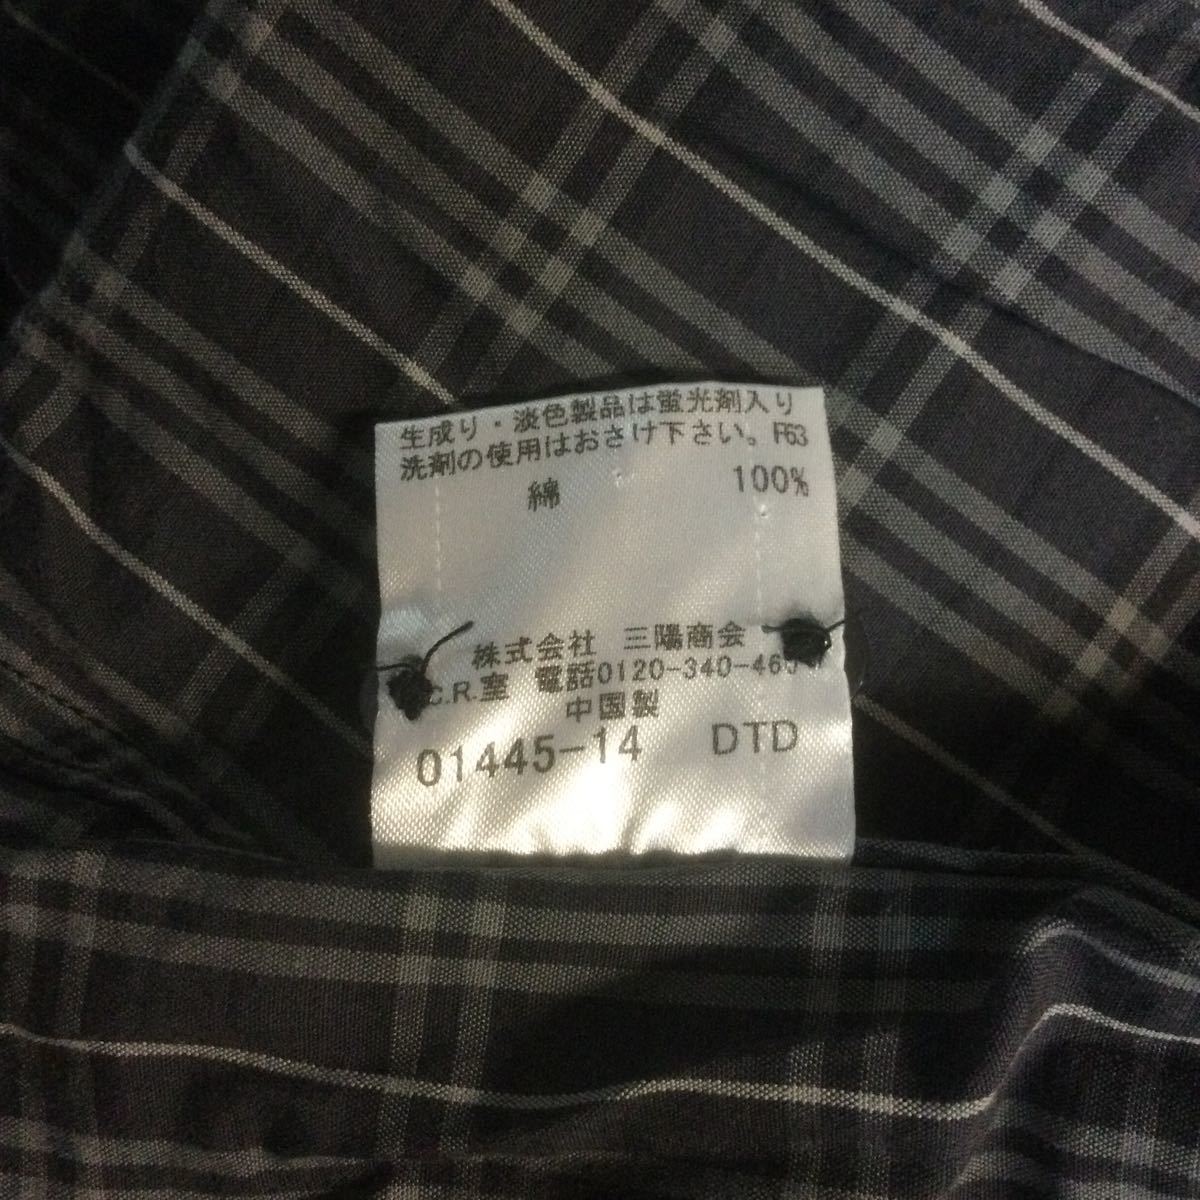 生成り・淡色製品は蛍光剤入り
洗剤の使用はおさけ下さい。F63
綿 100%
株式会社 三陽商会
C.R.室 電話0120-340-460
中国製
01445-14 DTD